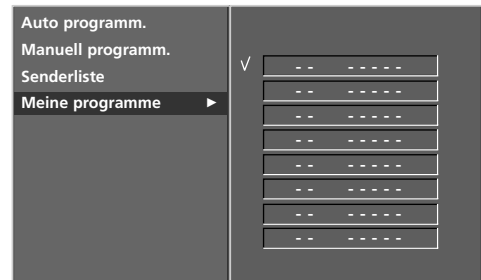 Auto programm.
Manuell programm.
Senderliste
Meine programme ►
√ -- -----
-- -----
-- -----
-- -----
-- -----
-- -----
-- -----
-- -----